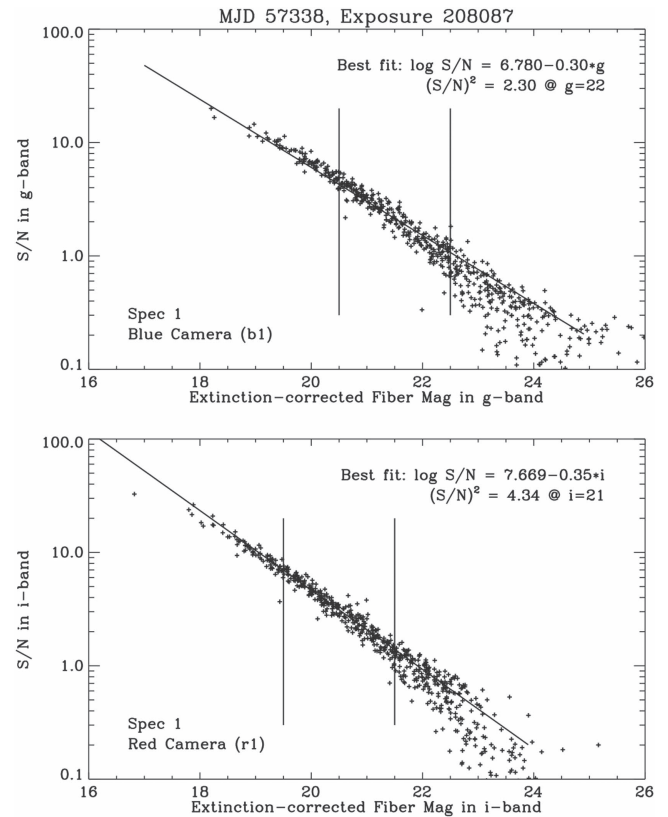 MJD 57338, Exposure 208087
100.0
10.0
1.0
0.1
S/N in g-band
Best fit: log S/N = 6.780-0.30*g
(S/N)² = 2.30 @ g=22
Spec 1
Blue Camera (b1)
16 18 20 22 24 26
Extinction-corrected Fiber Mag in g-band
100.0
10.0
1.0
0.1
S/N in i-band
Best fit: log S/N = 7.669-0.35*i
(S/N)² = 4.34 @ i=21
Spec 1
Red Camera (r1)
16 18 20 22 24 26
Extinction-corrected Fiber Mag in i-band